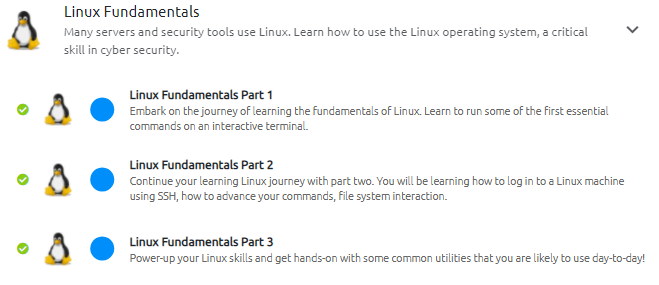 Linux Fundamentals
Many servers and security tools use Linux. Learn how to use the Linux operating system, a critical
skill in cyber security.
Linux Fundamentals Part 1
Embark on the journey of learning the fundamentals of Linux. Learn to run some of the first essential
commands on an interactive terminal.
Linux Fundamentals Part 2
Continue your learning Linux journey with part two. You will be learning how to log in to a Linux machine
using SSH, how to advance your commands, file system interaction.
Linux Fundamentals Part 3
Power-up your Linux skills and get hands-on with some common utilities that you are likely to use day-to-day!